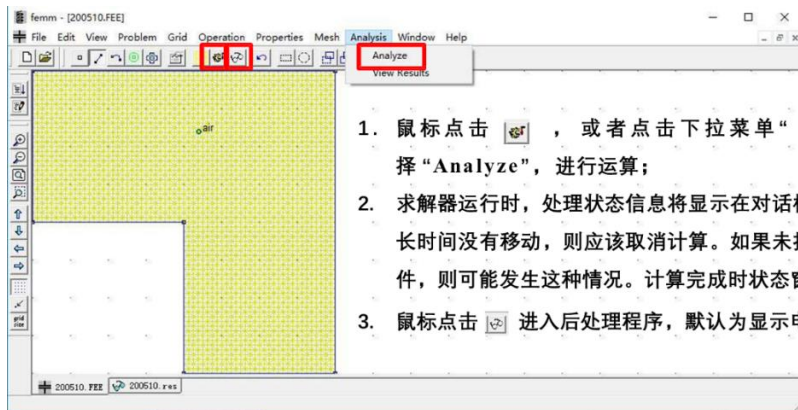 femm - [200510.FEE]
File Edit View Problem Grid Operation Properties Mesh Analysis Window Help
Analyze
View Results
air
1. 鼠标点击 ，或者点击下拉菜单“
择“Analyze”，进行运算；
2. 求解器运行时，处理状态信息将显示在对话
长时间没有移动，则应该取消计算。如果未
件，则可能发生这种情况。计算完成时状态
3. 鼠标点击 进入后处理程序，默认为显示
grid
size
200510.FEE 200510.res